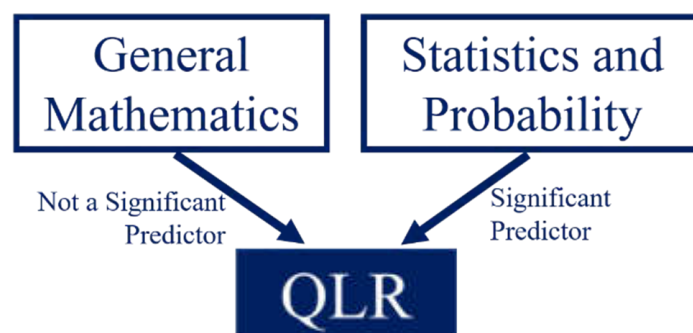 General
Mathematics
Statistics and
Probability
Not a Significant
Predictor
Significant
Predictor
QLR